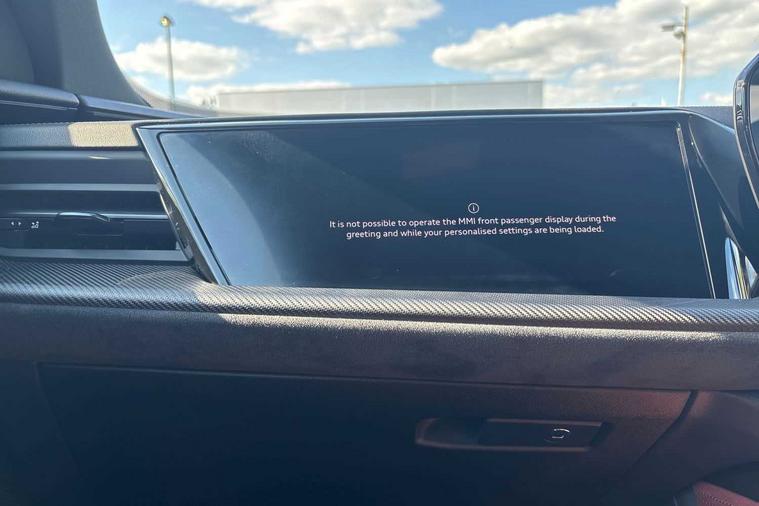 It is not possible to operate the MMI front passenger display during the
greeting and while your personalised settings are being loaded.